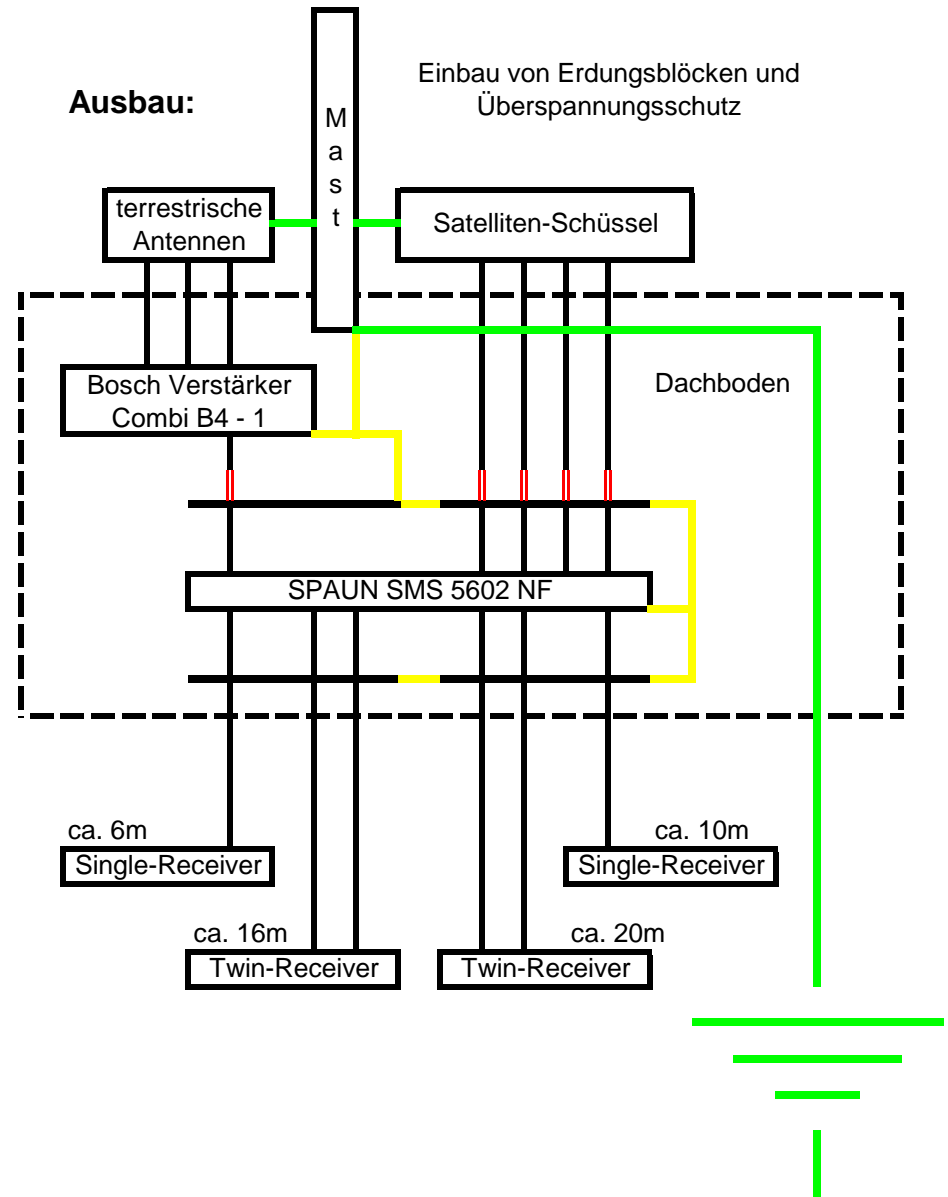 Einbau von Erdungsblöcken und
Überspannungsschutz
Ausbau:
Mast
terrestrische
Antennen
Satelliten-Schüssel
Bosch Verstärker
Combi B4 - 1
Dachboden
SPAUN SMS 5602 NF
ca. 6m
Single-Receiver
ca. 10m
Single-Receiver
ca. 16m
Twin-Receiver
ca. 20m
Twin-Receiver